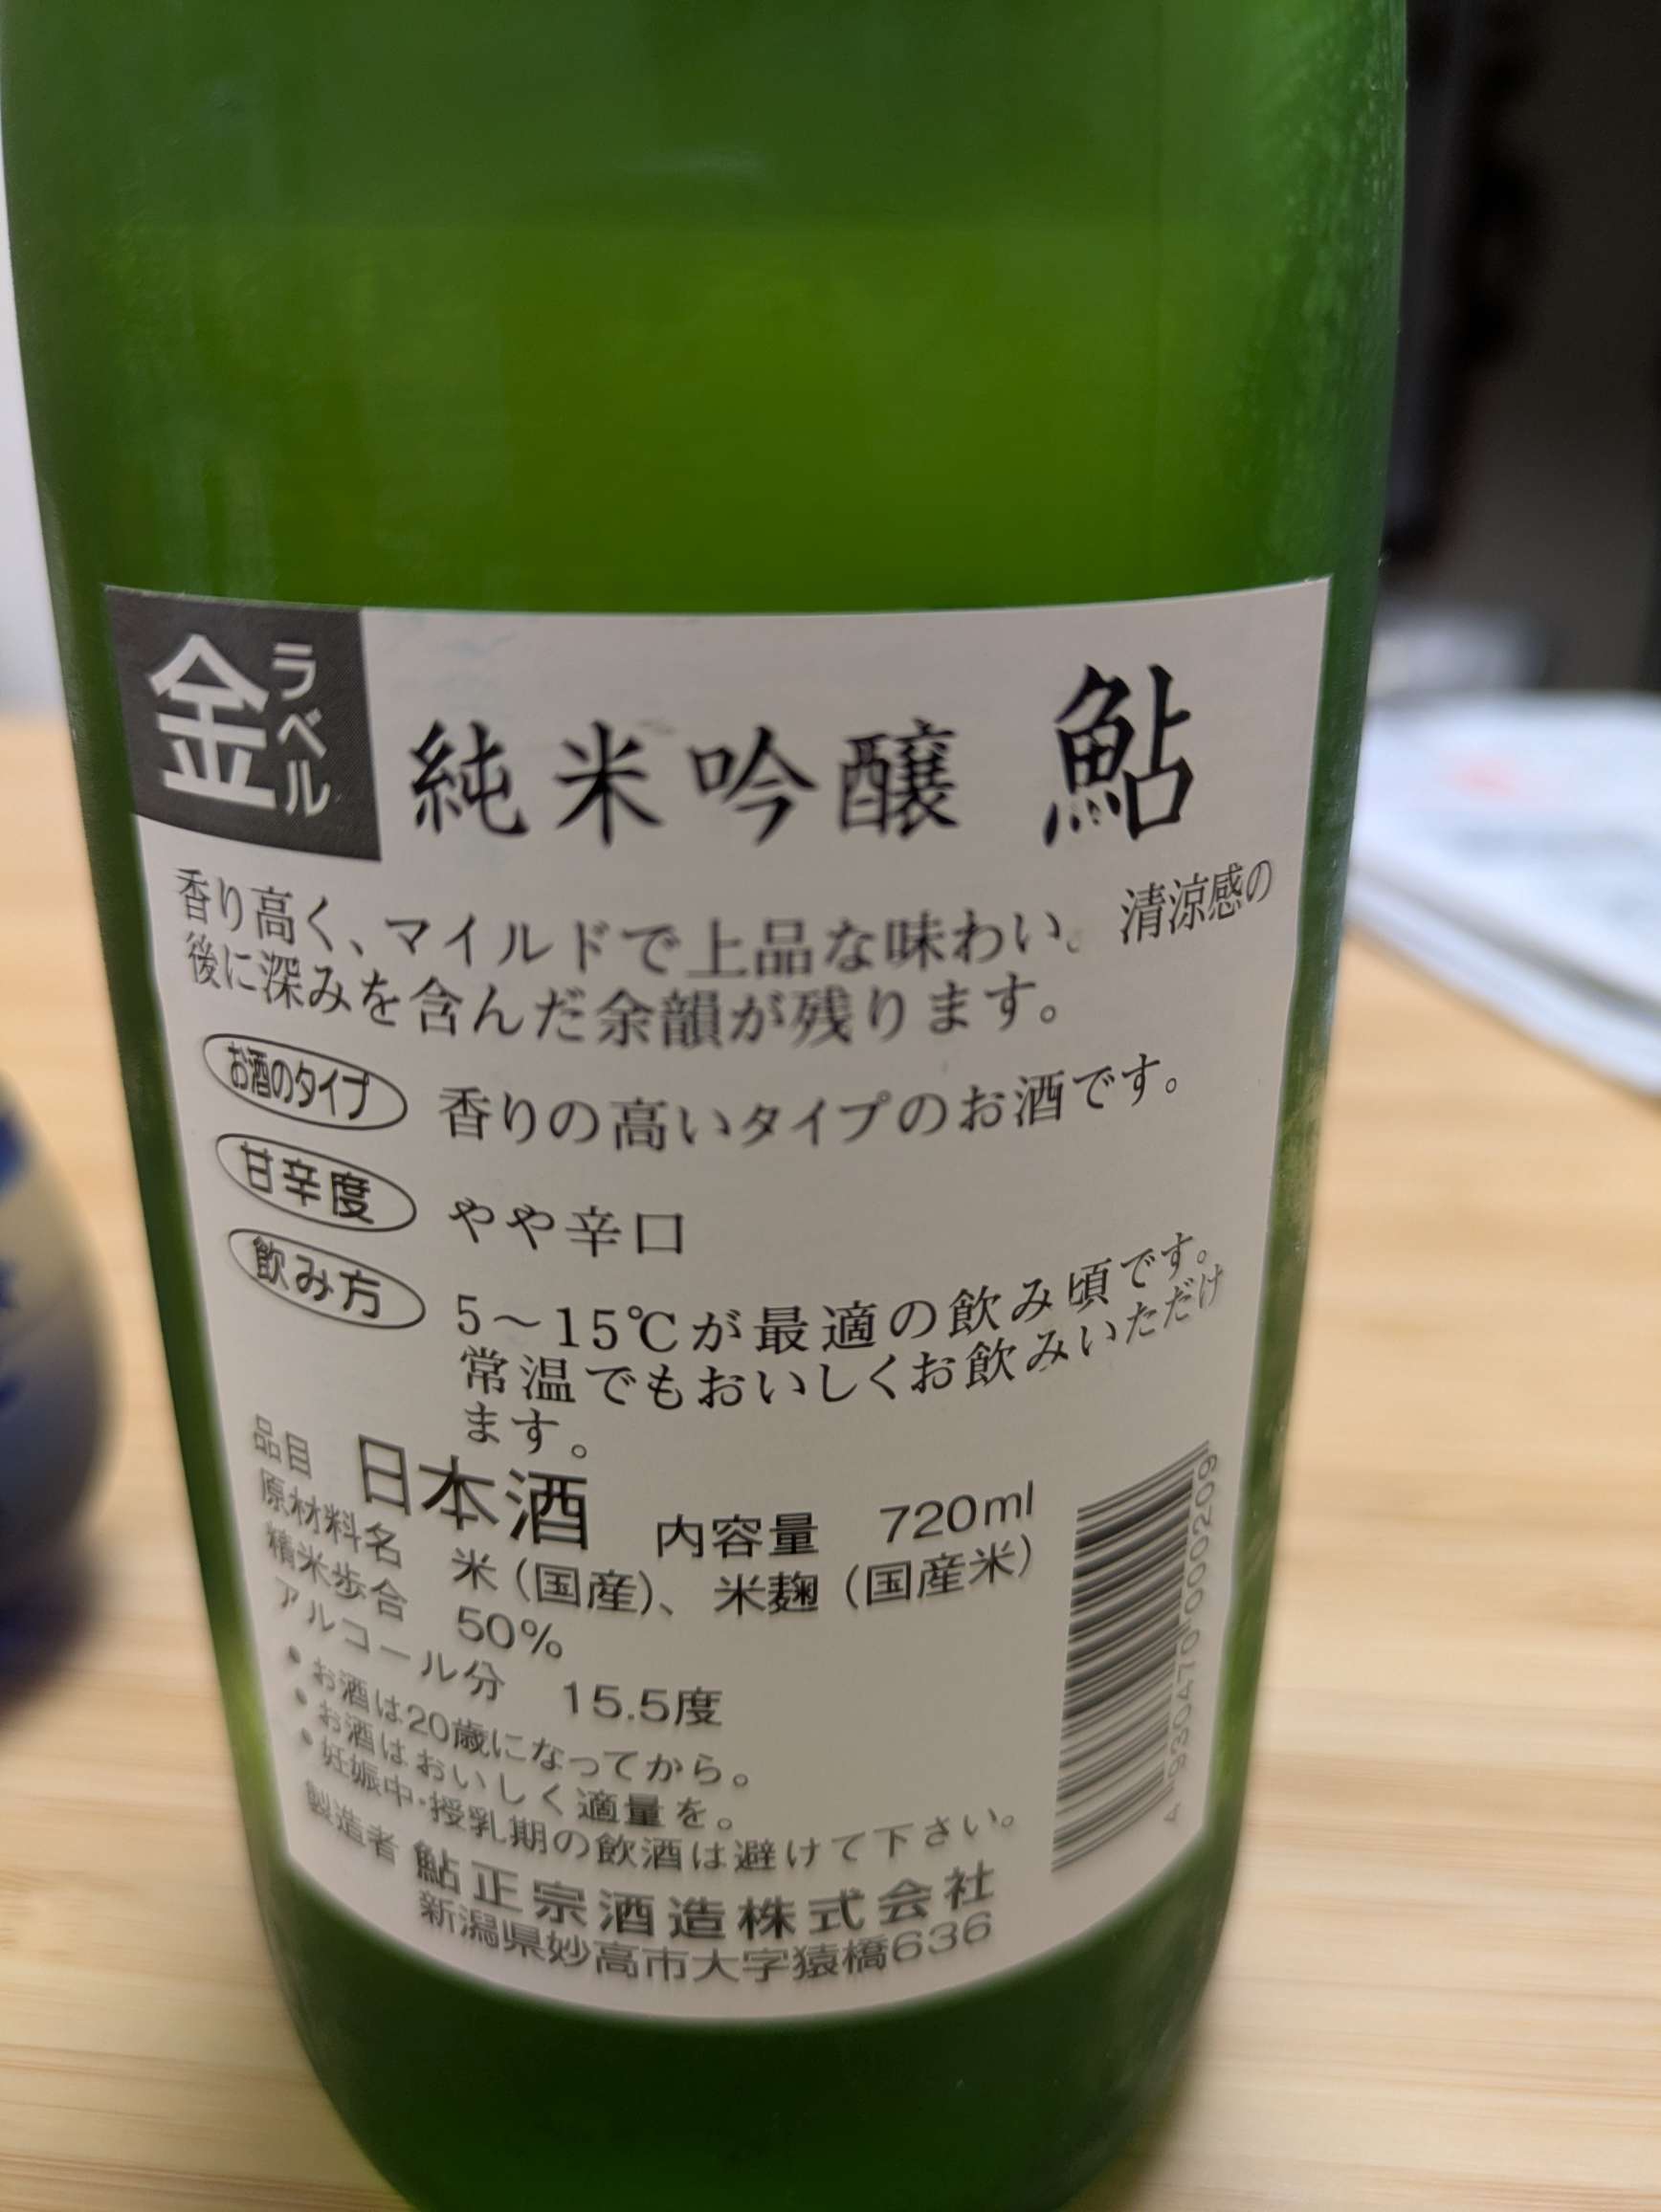 金ラベル
純米吟醸 鮎
香り高く、マイルドで上品な味わい。清涼感の
後に深みを含んだ余韻が残ります。
お酒のタイプ 香りの高いタイプのお酒です。
甘辛度 やや辛口
飲み方 5～15℃が最適の飲み頃です。
常温でもおいしくお飲みいただけ
ます。
品目 日本酒 内容量 720ml
原材料名 米(国産)、米麹(国産米)
精米歩合 50%
アルコール分 15.5度
・お酒は20歳になってから。
・お酒はおいしく適量を。
・妊娠中・授乳期の飲酒は避けて下さい。
製造者 鮎正宗酒造株式会社
新潟県妙高市大字猿橋636
4 930470 000209